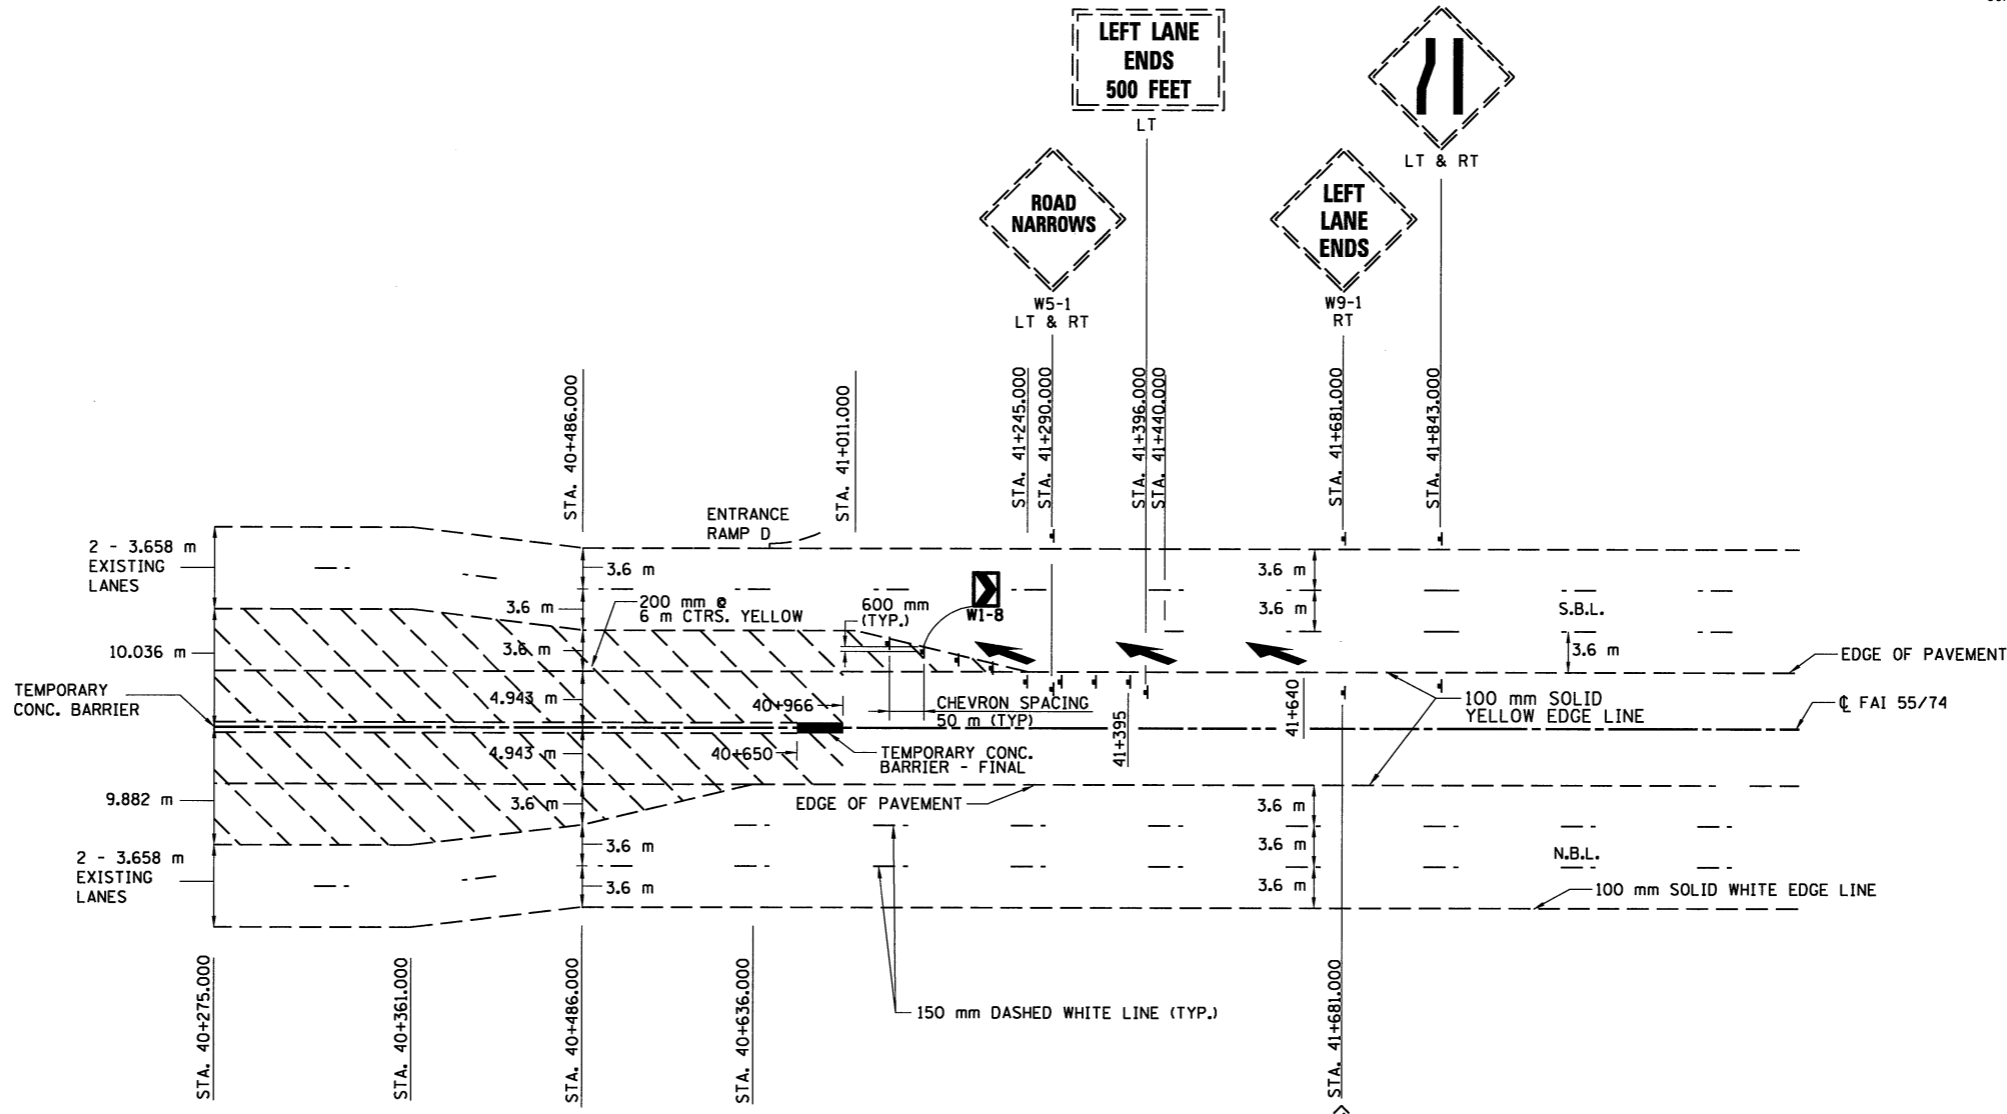 LEFT LANE
ENDS
500 FEET
LT
LT & RT
ROAD
NARROWS
W5-1
LT & RT
LEFT
LANE
ENDS
W9-1
RT
STA. 40+486.000
STA. 41+011.000
STA. 41+245.000
STA. 41+290.000
STA. 41+396.000
STA. 41+440.000
STA. 41+681.000
STA. 41+843.000
ENTRANCE
RAMP D
2 - 3.658 m
EXISTING
LANES
3.6 m
3.6 m
200 mm @
6 m CTRS. YELLOW
600 mm
(TYP.)
W1-8
3.6 m
3.6 m
S.B.L.
3.6 m
10.036 m
3.6 m
EDGE OF PAVEMENT
TEMPORARY
CONC. BARRIER
4.943 m
40+966
CHEVRON SPACING
50 m (TYP)
41+395
41+640
100 mm SOLID
YELLOW EDGE LINE
℄ FAI 55/74
4.943 m
40+650
TEMPORARY CONC.
BARRIER - FINAL
9.882 m
3.6 m
EDGE OF PAVEMENT
3.6 m
2 - 3.658 m
EXISTING
LANES
3.6 m
3.6 m
3.6 m
3.6 m
N.B.L.
100 mm SOLID WHITE EDGE LINE
150 mm DASHED WHITE LINE (TYP.)
STA. 40+275.000
STA. 40+361.000
STA. 40+486.000
STA. 40+636.000
STA. 41+681.000